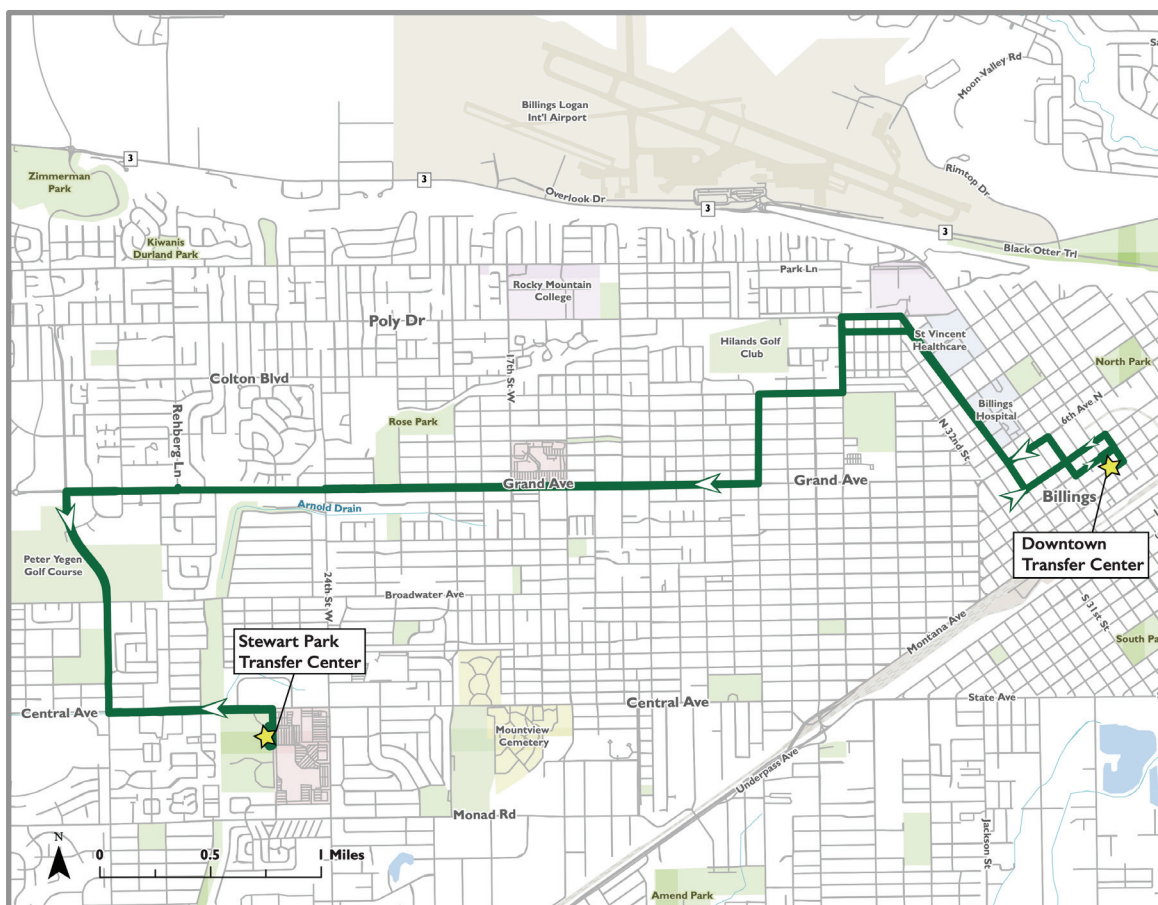 Moon Valley Rd
Billings Logan
Int'l Airport
3
Zimmerman
Park
3
Rimtop Dr
Overlook Dr
3
3
Kiwanis
Durland Park
Black Otter Trl
Park Ln
Rocky Mountain
College
Poly Dr
St Vincent
Healthcare
Hilands Golf
Club
North Park
17th St W
Colton Blvd
Rehberg Ln
Rose Park
Billings
Hospital
6th Ave N
N 32nd St
Grand Ave
Grand Ave
Billings
Arnold Drain
Downtown
Transfer Center
Peter Yegen
Golf Course
24th St W
Broadwater Ave
S 31st St
Montana Ave
South Pa
Stewart Park
Transfer Center
State Ave
Central Ave
Central Ave
Mountview
Cemetery
Underpass Ave
Monad Rd
Jackson St
N
0
0.5
1 Miles
Amend Park